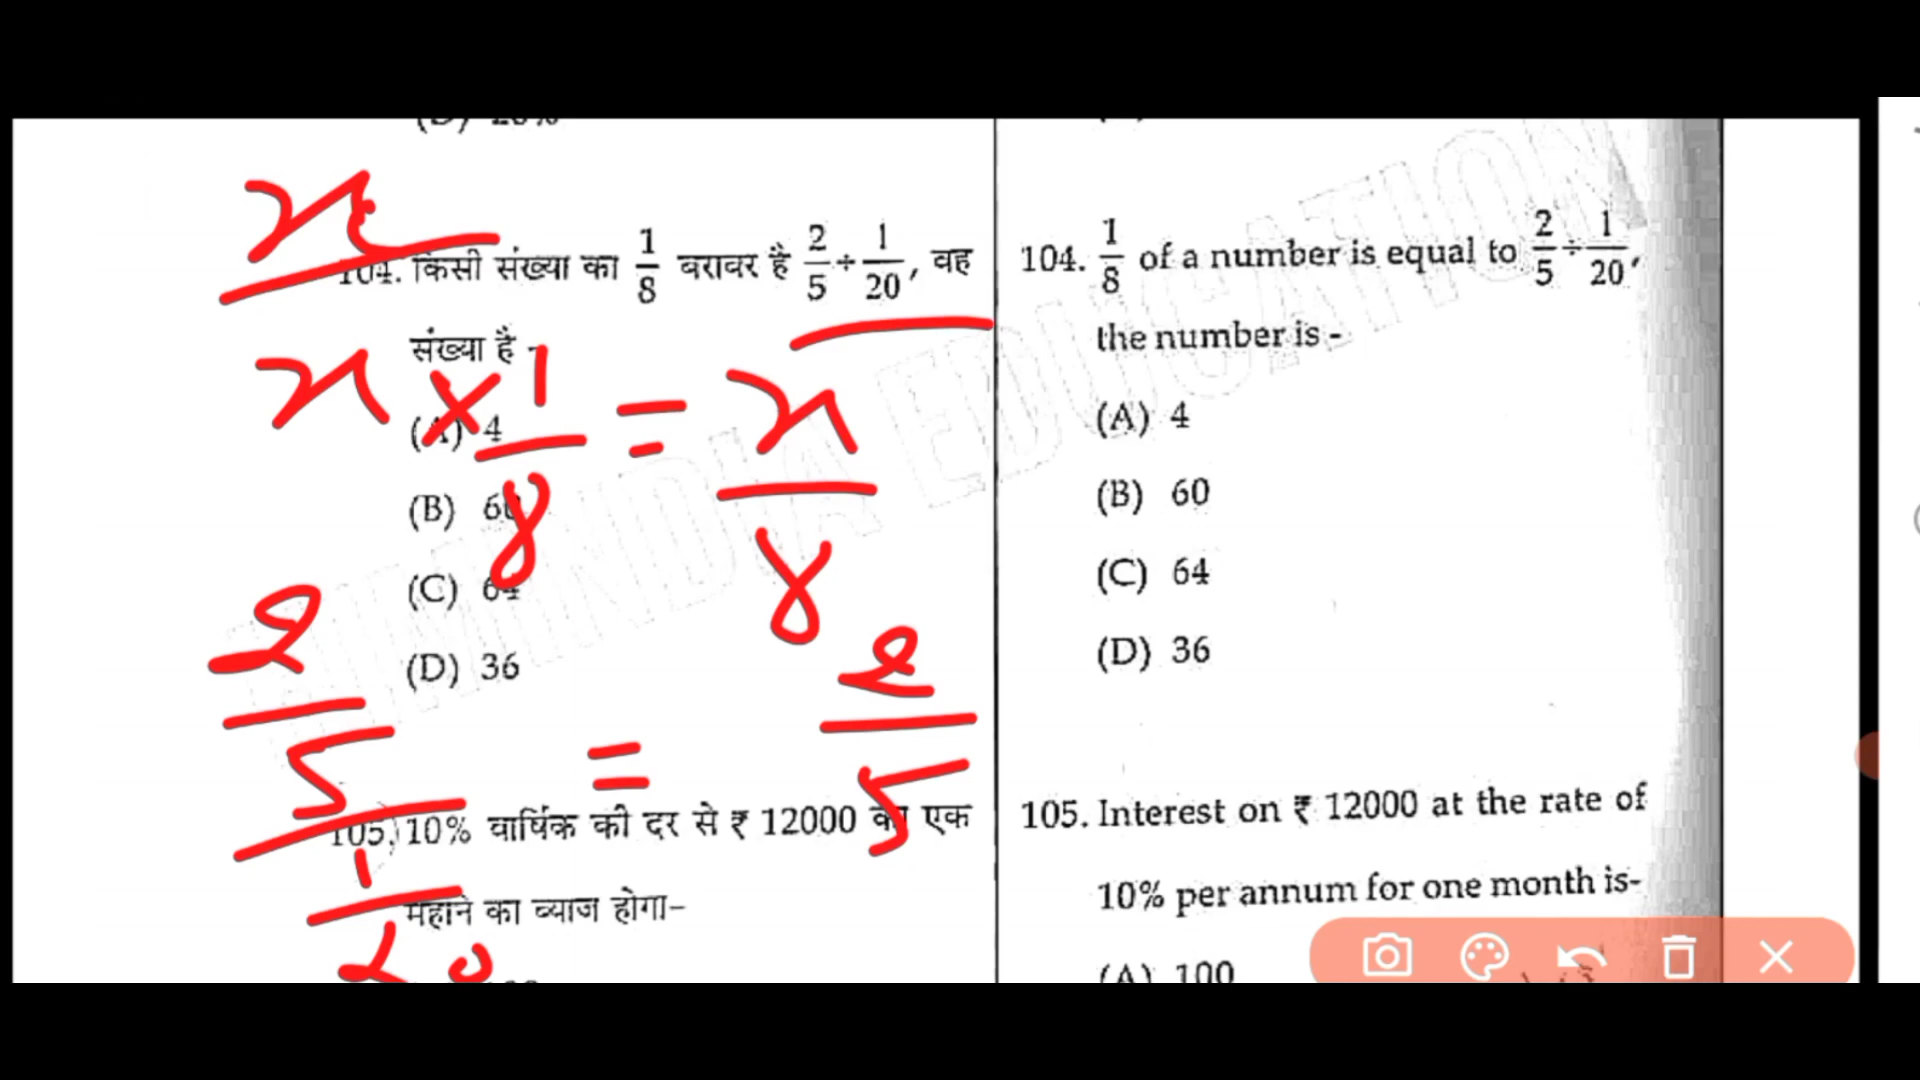 104. किसी संख्या का 1/8 बराबर है 2/5 ÷ 1/20, वह
संख्या है -
(A) 4
(B) 60
(C) 64
(D) 36
105. 10% वार्षिक की दर से ₹ 12000 का एक
महीने का ब्याज होगा–
x
x × 1/8 = x/8
2/5
1/20
= 2/5
104. 1/8 of a number is equal to 2/5 ÷ 1/20,
the number is -
(A) 4
(B) 60
(C) 64
(D) 36
105. Interest on ₹ 12000 at the rate of
10% per annum for one month is-
(A) 100
EDUCATION